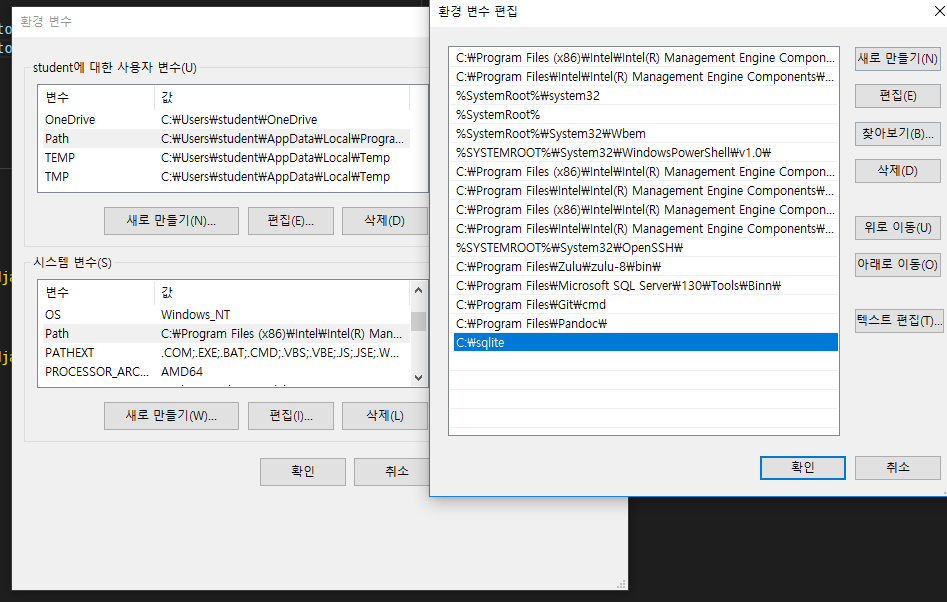 to
to
dja
dja
환경 변수
student에 대한 사용자 변수(U)
변수 값
OneDrive C:₩Users₩student₩OneDrive
Path C:₩Users₩student₩AppData₩Local₩Progra...
TEMP C:₩Users₩student₩AppData₩Local₩Temp
TMP C:₩Users₩student₩AppData₩Local₩Temp
새로 만들기(N)... 편집(E)... 삭제(D)
시스템 변수(S)
변수 값
OS Windows_NT
Path C:₩Program Files (x86)₩Intel₩Intel(R) Man...
PATHEXT .COM;.EXE;.BAT;.CMD;.VBS;.VBE;.JS;.JSE;.W...
PROCESSOR_ARC... AMD64
새로 만들기(W)... 편집(I)... 삭제(L)
확인 취소
환경 변수 편집
C:₩Program Files (x86)₩Intel₩Intel(R) Management Engine Compon...
C:₩Program Files₩Intel₩Intel(R) Management Engine Components₩...
%SystemRoot%₩system32
%SystemRoot%
%SystemRoot%₩System32₩Wbem
%SYSTEMROOT%₩System32₩WindowsPowerShell₩v1.0₩
C:₩Program Files (x86)₩Intel₩Intel(R) Management Engine Compon...
C:₩Program Files₩Intel₩Intel(R) Management Engine Components₩...
C:₩Program Files (x86)₩Intel₩Intel(R) Management Engine Compon...
C:₩Program Files₩Intel₩Intel(R) Management Engine Components₩...
%SYSTEMROOT%₩System32₩OpenSSH₩
C:₩Program Files₩Zulu₩zulu-8₩bin₩
C:₩Program Files₩Microsoft SQL Server₩130₩Tools₩Binn₩
C:₩Program Files₩Git₩cmd
C:₩Program Files₩Pandoc₩
C:₩sqlite
새로 만들기(N)
편집(E)
찾아보기(B)...
삭제(D)
위로 이동(U)
아래로 이동(O)
텍스트 편집(T)...
확인 취소